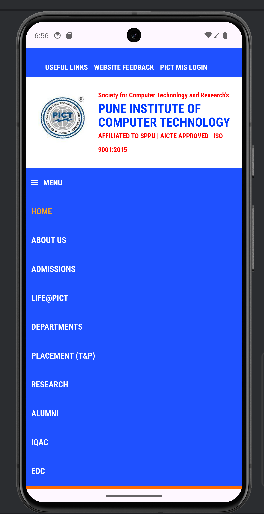 6:56
USEFUL LINKS WEBSITE FEEDBACK PICT MIS LOGIN
Society for Computer Technology and Research's
PUNE INSTITUTE OF
COMPUTER TECHNOLOGY
AFFILIATED TO SPPU | AICTE APPROVED ISO
9001:2015
PICT
MENU
HOME
ABOUT US
ADMISSIONS
LIFE@PICT
DEPARTMENTS
PLACEMENT (T&P)
RESEARCH
ALUMNI
IQAC
EDC